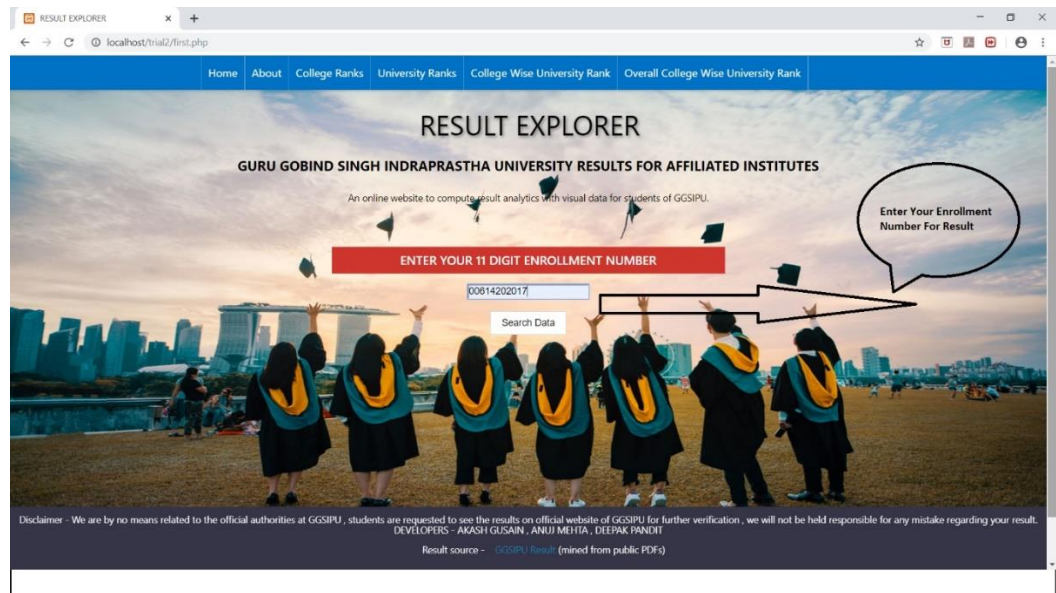 RESULT EXPLORER
localhost/trial2/first.php
Home About College Ranks University Ranks College Wise University Rank Overall College Wise University Rank
RESULT EXPLORER
GURU GOBIND SINGH INDRAPRASTHA UNIVERSITY RESULTS FOR AFFILIATED INSTITUTES
An online website to compute result analytics with visual data for students of GGSIPU.
Enter Your Enrollment
Number For Result
ENTER YOUR 11 DIGIT ENROLLMENT NUMBER
00614202017
Search Data
Disclaimer - We are by no means related to the official authorities at GGSIPU , students are requested to see the results on official website of GGSIPU for further verification , we will not be held responsible for any mistake regarding your result.
DEVELOPERS - AKASH GUSAIN , ANUJ MEHTA , DEEPAK PANDIT
Result source - GGSIPU Result (mined from public PDFs)